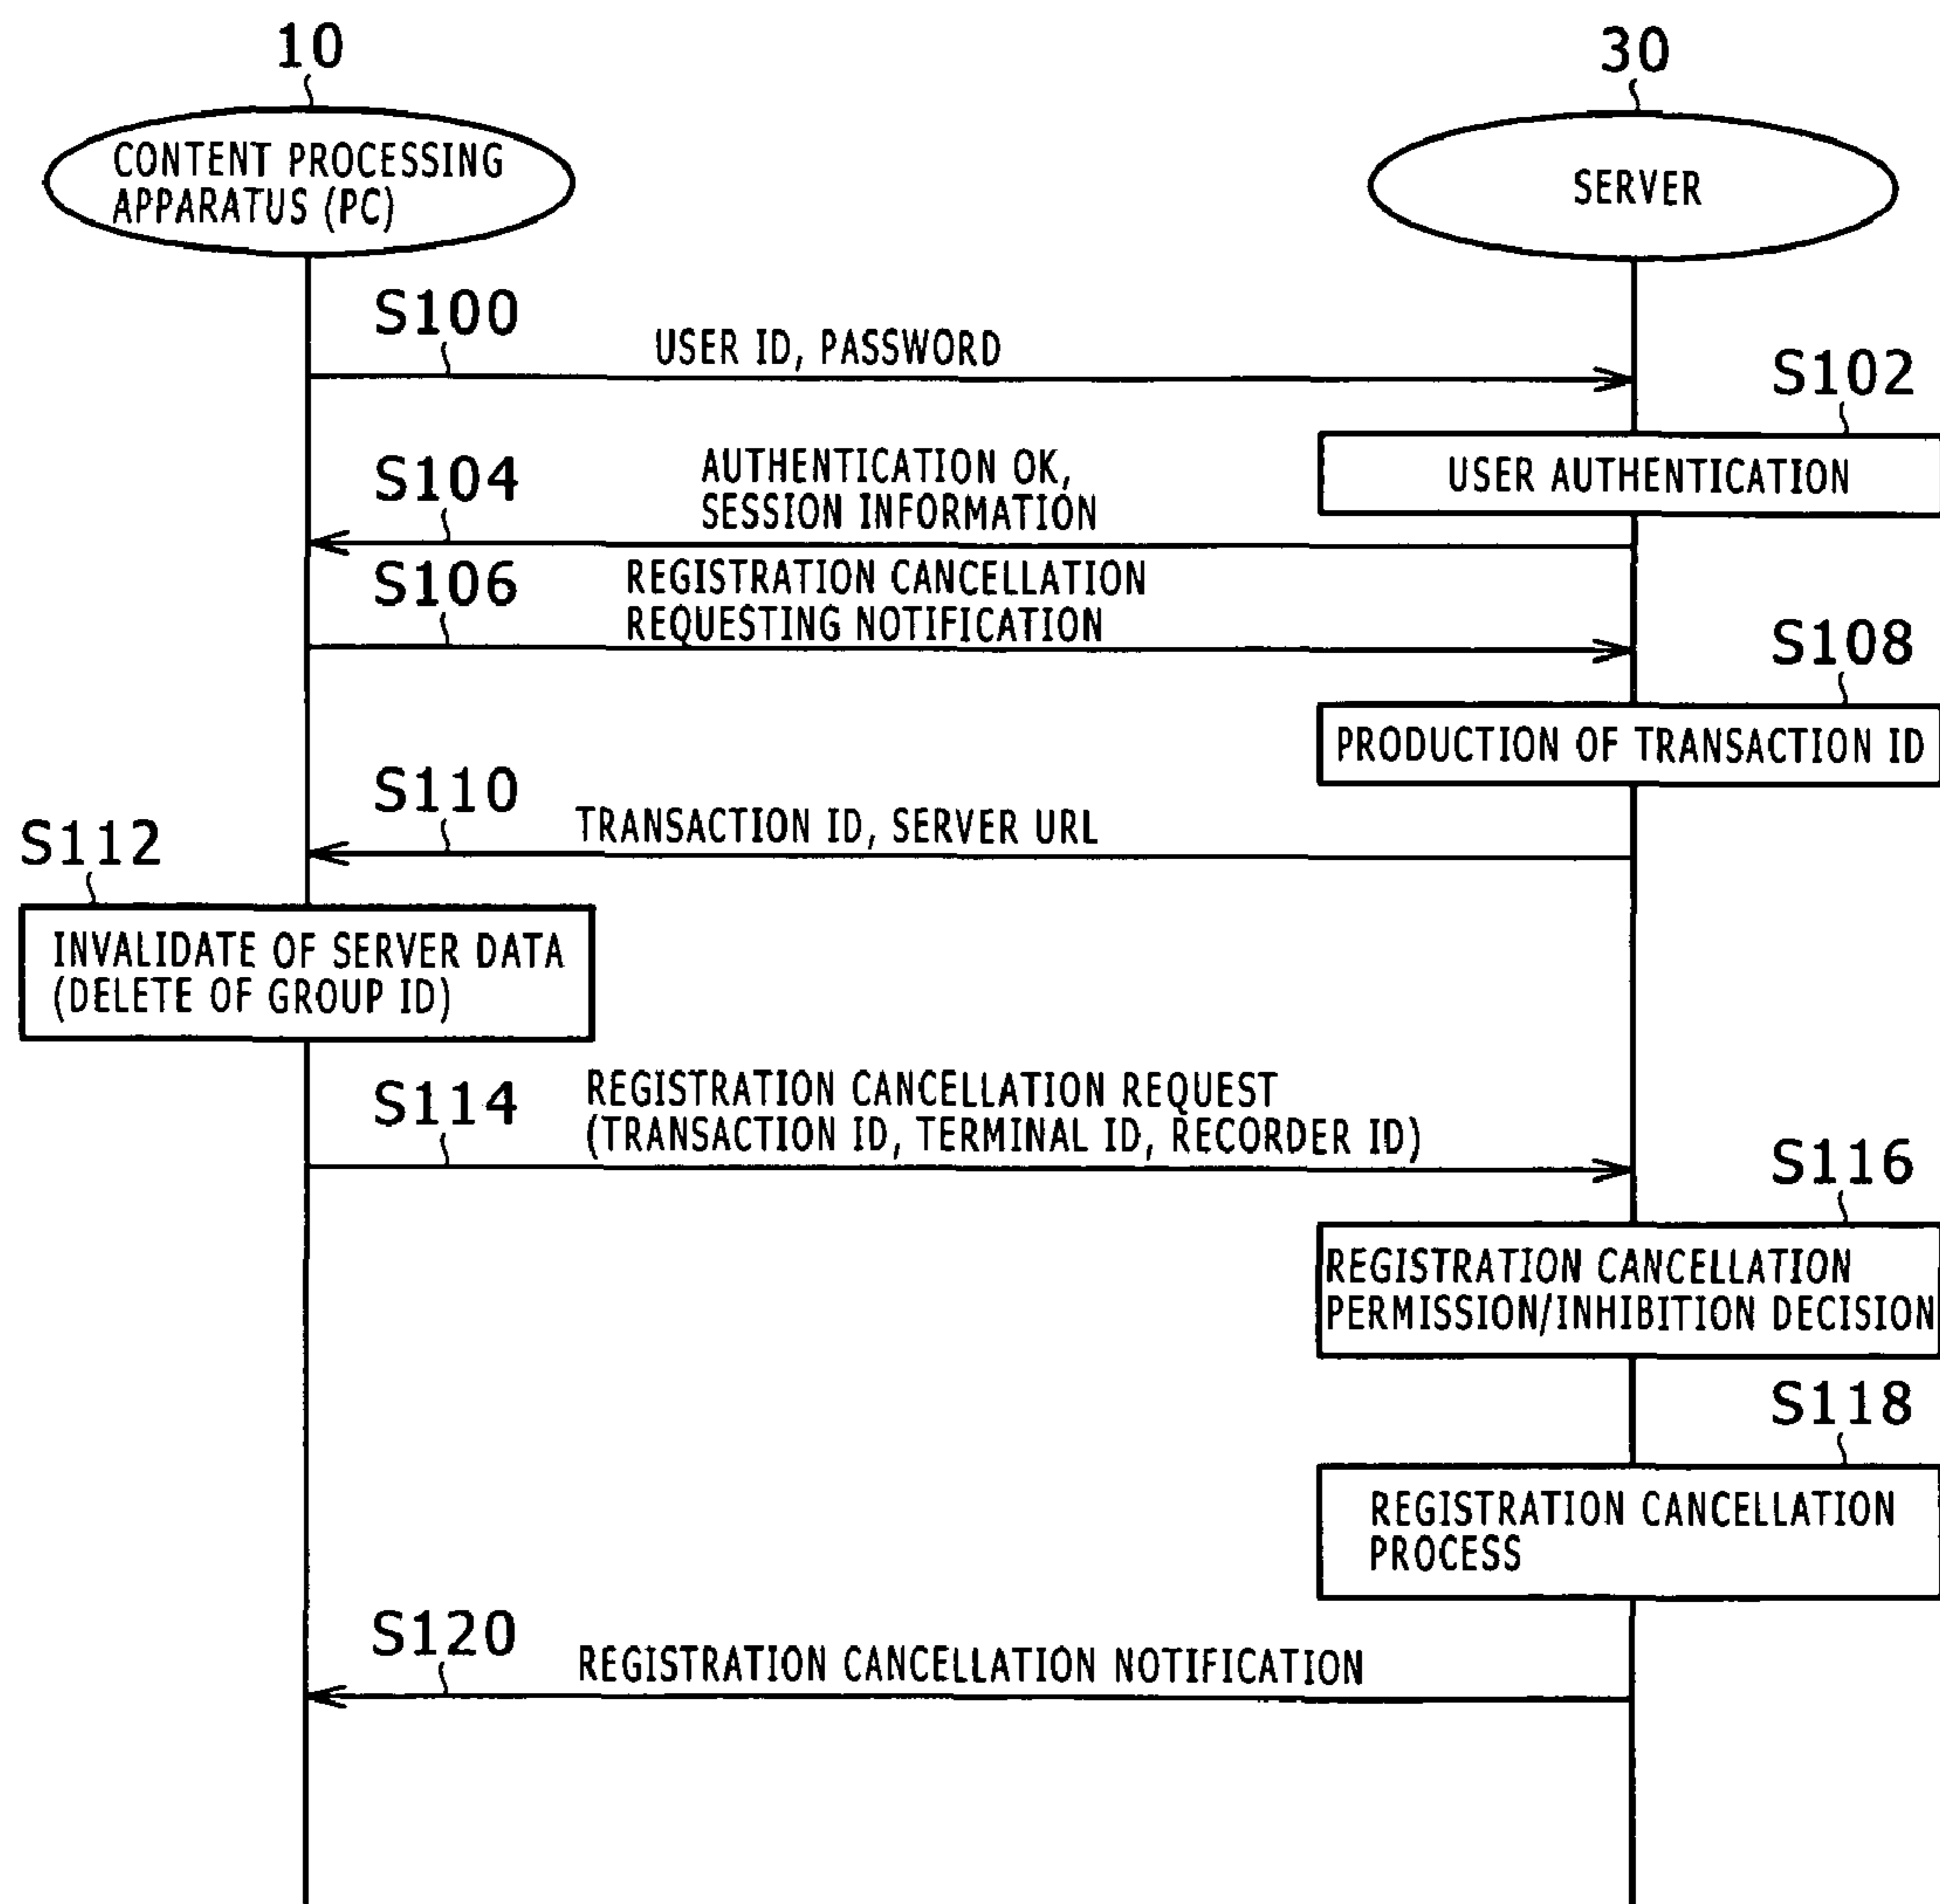 10
30
CONTENT PROCESSING
APPARATUS (PC)
SERVER
S100
USER ID, PASSWORD
S102
USER AUTHENTICATION
S104
AUTHENTICATION OK,
SESSION INFORMATION
S106
REGISTRATION CANCELLATION
REQUESTING NOTIFICATION
S108
PRODUCTION OF TRANSACTION ID
S110
TRANSACTION ID, SERVER URL
S112
INVALIDATE OF SERVER DATA
(DELETE OF GROUP ID)
S114
REGISTRATION CANCELLATION REQUEST
(TRANSACTION ID, TERMINAL ID, RECORDER ID)
S116
REGISTRATION CANCELLATION
PERMISSION/INHIBITION DECISION
S118
REGISTRATION CANCELLATION
PROCESS
S120
REGISTRATION CANCELLATION NOTIFICATION